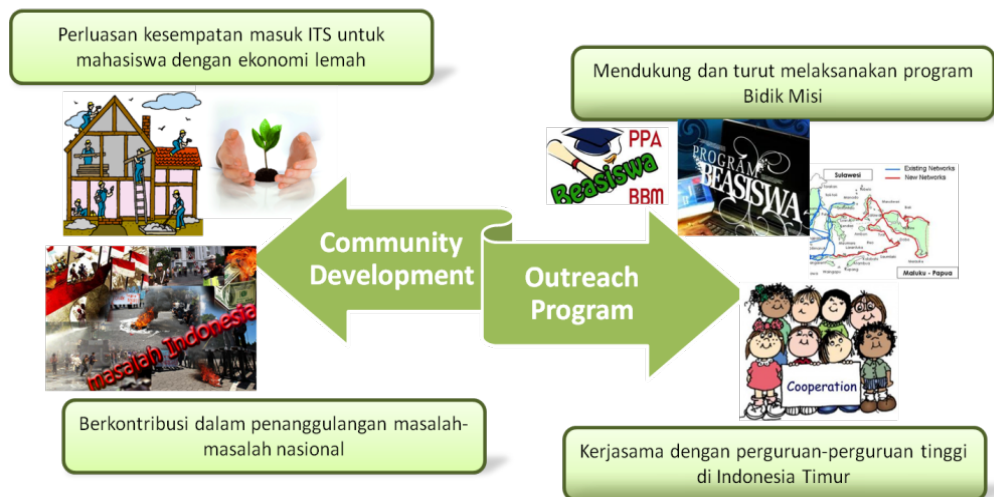 Perluasan kesempatan masuk ITS untuk
mahasiswa dengan ekonomi lemah
Mendukung dan turut melaksanakan program
Bidik Misi
PPA
Beasiswa
BBM
PROGRAM
BEASISWA
Sulawesi
Existing Networks
New Networks
Maluku - Papua
Community
Development
Outreach
Program
masalah Indonesia
Cooperation
Berkontribusi dalam penanggulangan masalah-
masalah nasional
Kerjasama dengan perguruan-perguruan tinggi
di Indonesia Timur